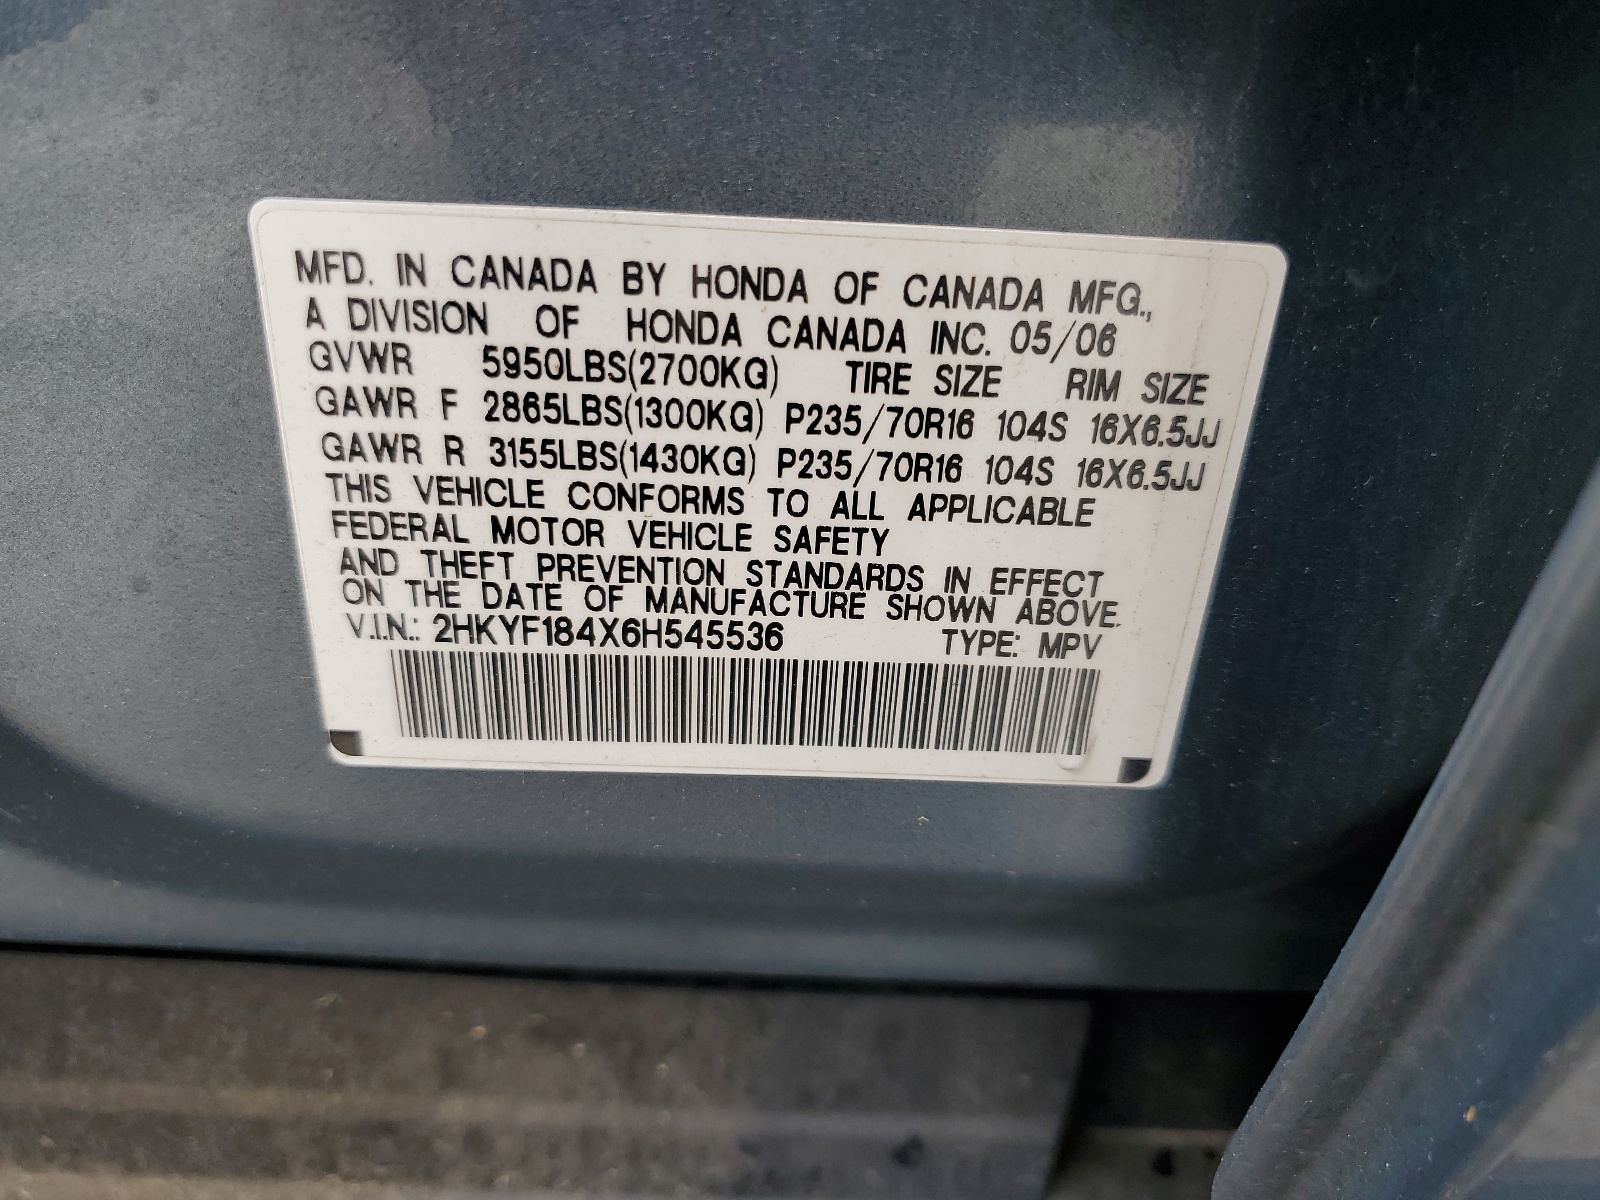 MFD. IN CANADA BY HONDA OF CANADA MFG.,
A DIVISION OF HONDA CANADA INC. 05/06
GVWR 5950LBS(2700KG) TIRE SIZE RIM SIZE
GAWR F 2865LBS(1300KG) P235/70R16 104S 16X6.5JJ
GAWR R 3155LBS(1430KG) P235/70R16 104S 16X6.5JJ
THIS VEHICLE CONFORMS TO ALL APPLICABLE
FEDERAL MOTOR VEHICLE SAFETY
AND THEFT PREVENTION STANDARDS IN EFFECT
ON THE DATE OF MANUFACTURE SHOWN ABOVE.
V.I.N.: 2HKYF184X6H545536 TYPE: MPV